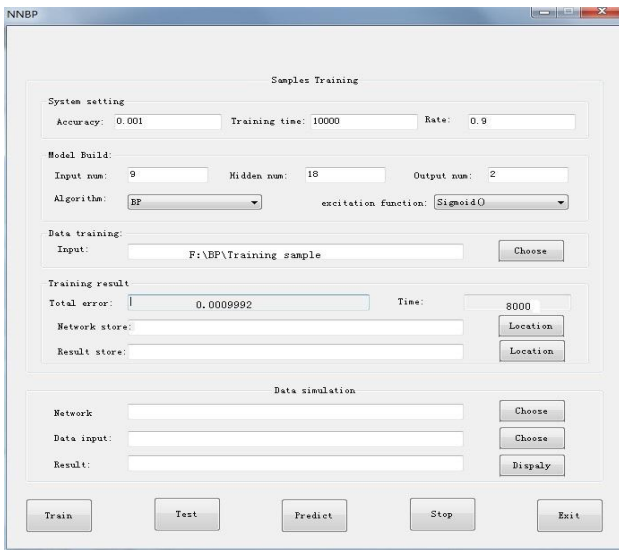 NNBP
Samples Training
System setting
Accuracy: 0.001 Training time: 10000 Rate: 0.9
Model Build:
Input num: 9 Hidden num: 18 Output num: 2
Algorithm: BP excitation function: Sigmoid()
Data training:
Input: F:\BP\Training sample Choose
Training result
Total error: 0.0009992 Time: 8000
Network store: Location
Result store: Location
Data simulation
Network Choose
Data input: Choose
Result: Dispaly
Train Test Predict Stop Exit